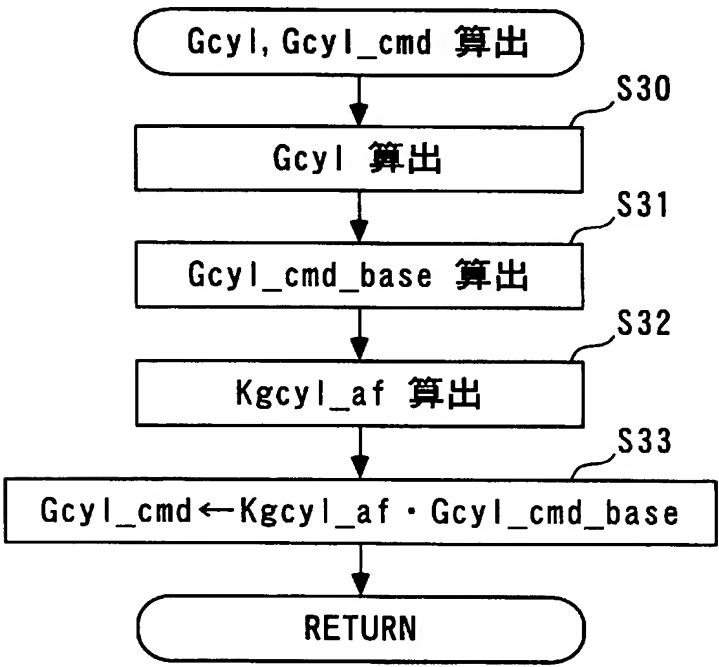 Gcyl, Gcyl_cmd 算出
S30
Gcyl 算出
S31
Gcyl_cmd_base 算出
S32
Kgcyl_af 算出
S33
Gcyl_cmd←Kgcyl_af・Gcyl_cmd_base
RETURN